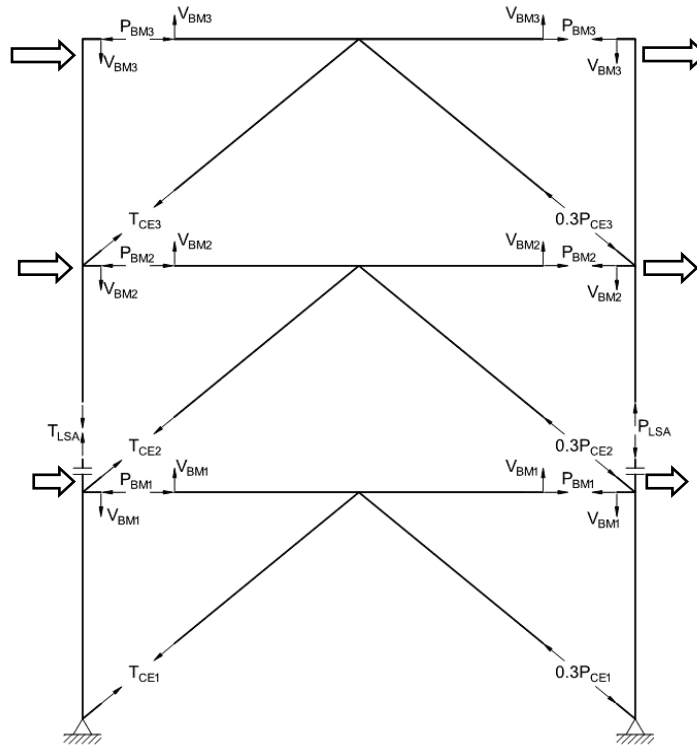 V_BM3 V_BM3
P_BM3 P_BM3
V_BM3 V_BM3
T_CE3 0.3P_CE3
V_BM2 V_BM2
P_BM2 P_BM2
V_BM2 V_BM2
T_LSA P_LSA
T_CE2 0.3P_CE2
V_BM1 V_BM1
P_BM1 P_BM1
V_BM1 V_BM1
T_CE1 0.3P_CE1